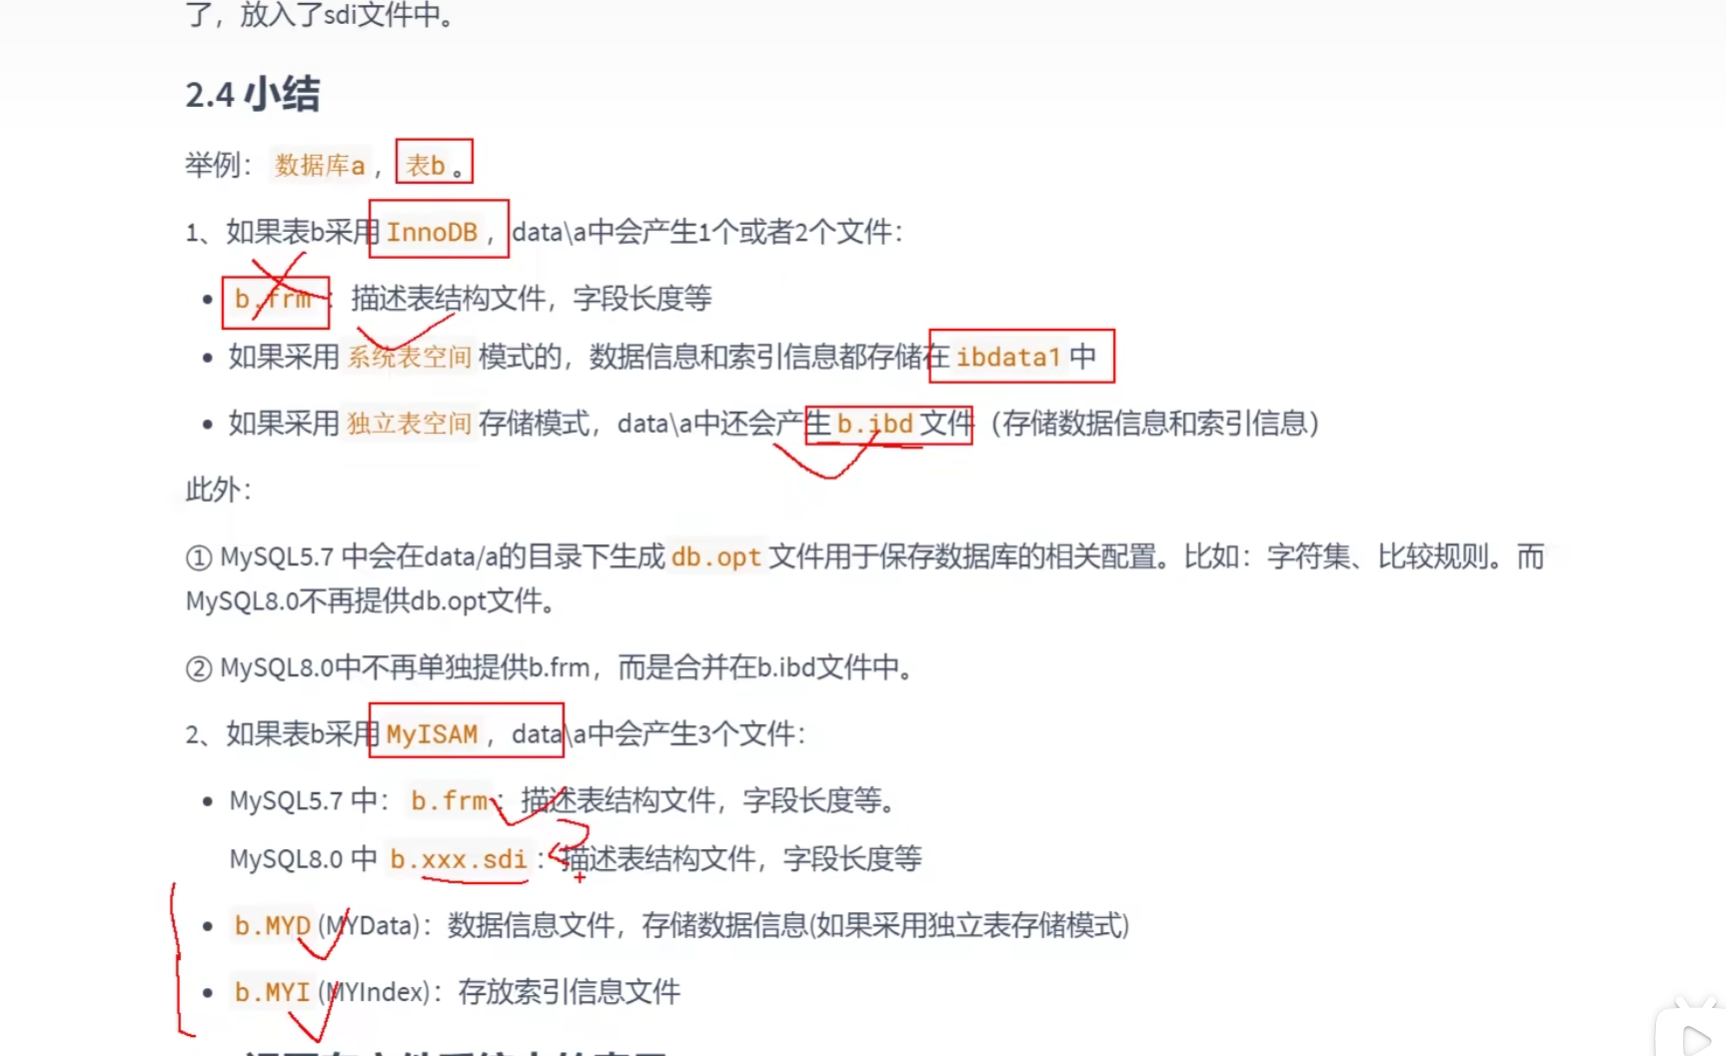 了，放入了sdi文件中。
2.4 小结
举例： 数据库a ，表b 。
1、如果表b采用 InnoDB ，data\a中会产生1个或者2个文件：
b.frm ：描述表结构文件，字段长度等
如果采用 系统表空间 模式的，数据信息和索引信息都存储在 ibdata1 中
如果采用 独立表空间 存储模式，data\a中还会产生 b.ibd 文件（存储数据信息和索引信息）
此外：
① MySQL5.7 中会在data/a的目录下生成 db.opt 文件用于保存数据库的相关配置。比如：字符集、比较规则。而
MySQL8.0不再提供db.opt文件。
② MySQL8.0中不再单独提供b.frm，而是合并在b.ibd文件中。
2、如果表b采用 MyISAM ，data\a中会产生3个文件：
MySQL5.7 中： b.frm ：描述表结构文件，字段长度等。
MySQL8.0 中 b.xxx.sdi ：描述表结构文件，字段长度等
b.MYD (MYData)：数据信息文件，存储数据信息(如果采用独立表存储模式)
b.MYI (MYIndex)：存放索引信息文件